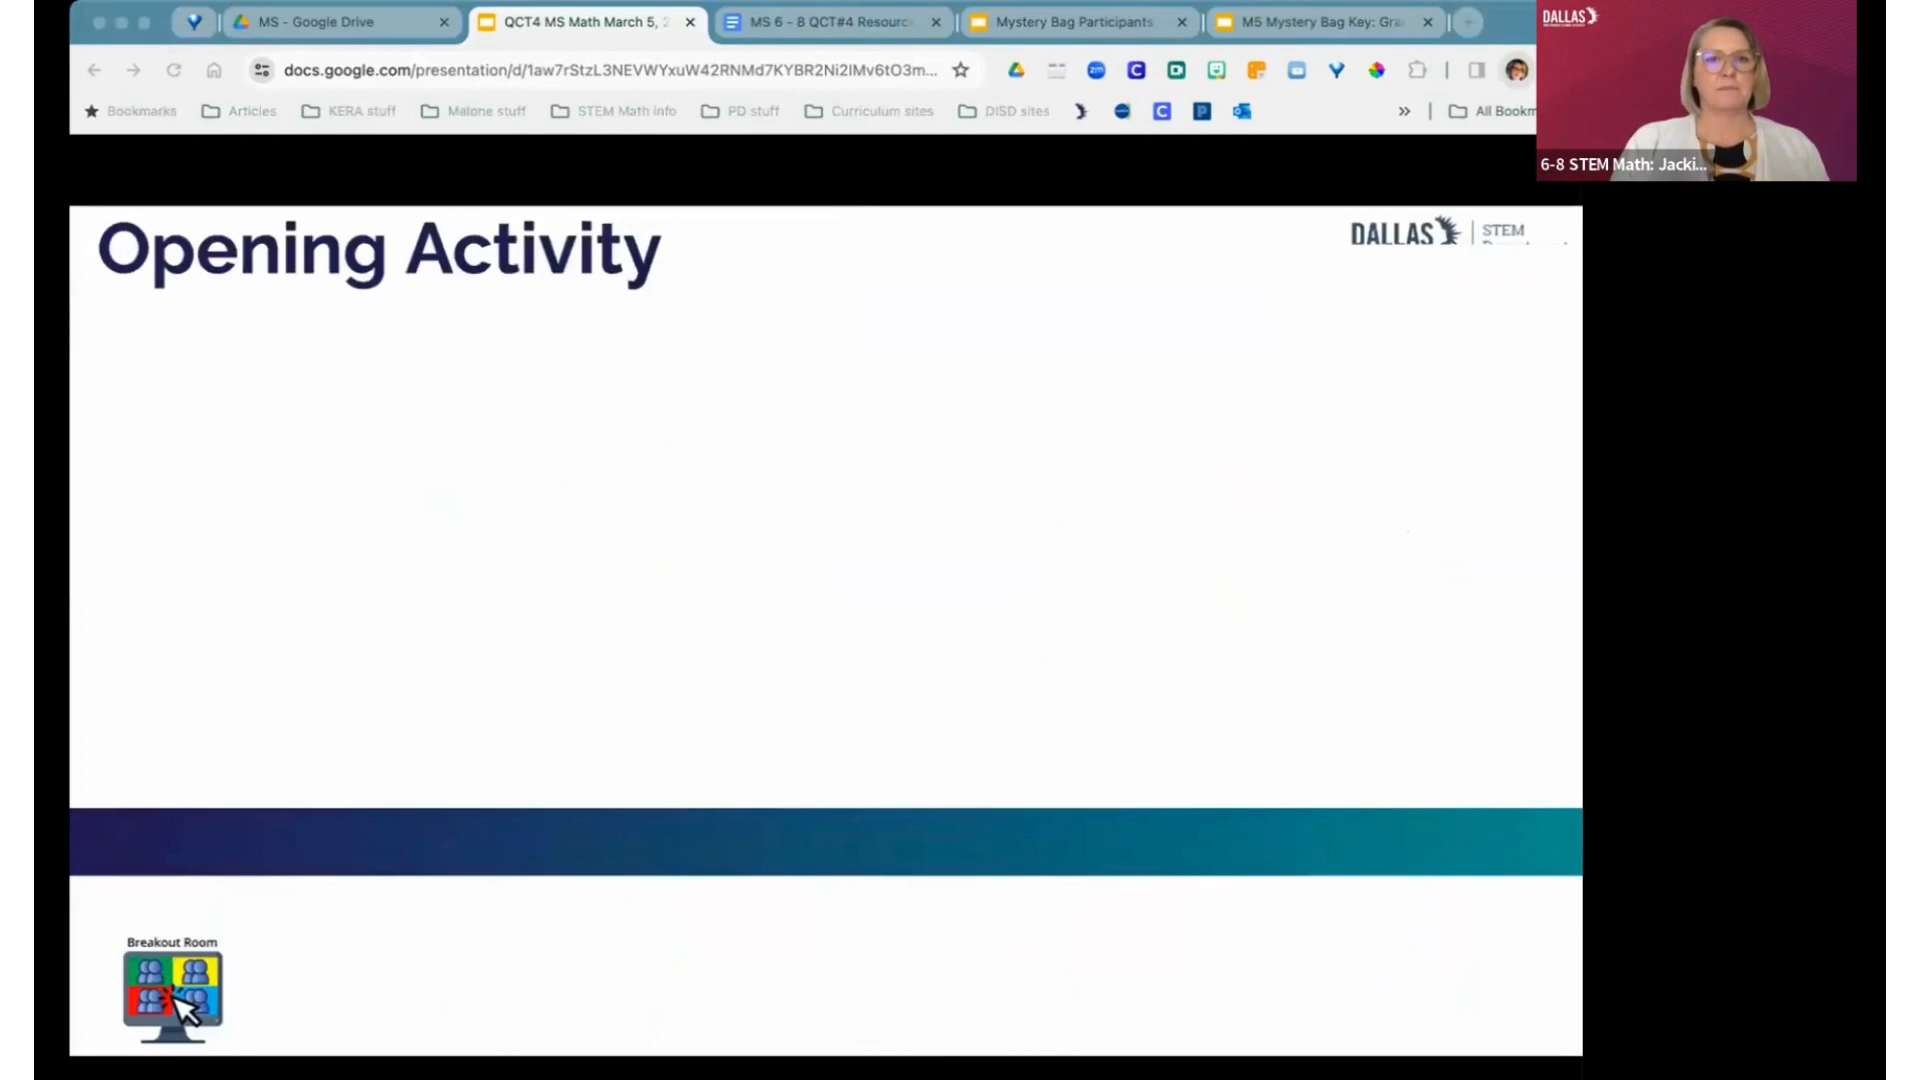 MS - Google Drive
QCT4 MS Math March 5, 2
MS 6 - 8 QCT#4 Resourc
Mystery Bag Participants
M5 Mystery Bag Key: Gra
docs.google.com/presentation/d/1aw7rStzL3NEVWYxuW42RNMd7KYBR2Ni2IMv6tO3m...
Bookmarks
Articles
KERA stuff
Malone stuff
STEM Math info
PD stuff
Curriculum sites
DISD sites
All Bookm
DALLAS
6-8 STEM Math: Jacki...
Opening Activity
DALLAS
STEM
Breakout Room